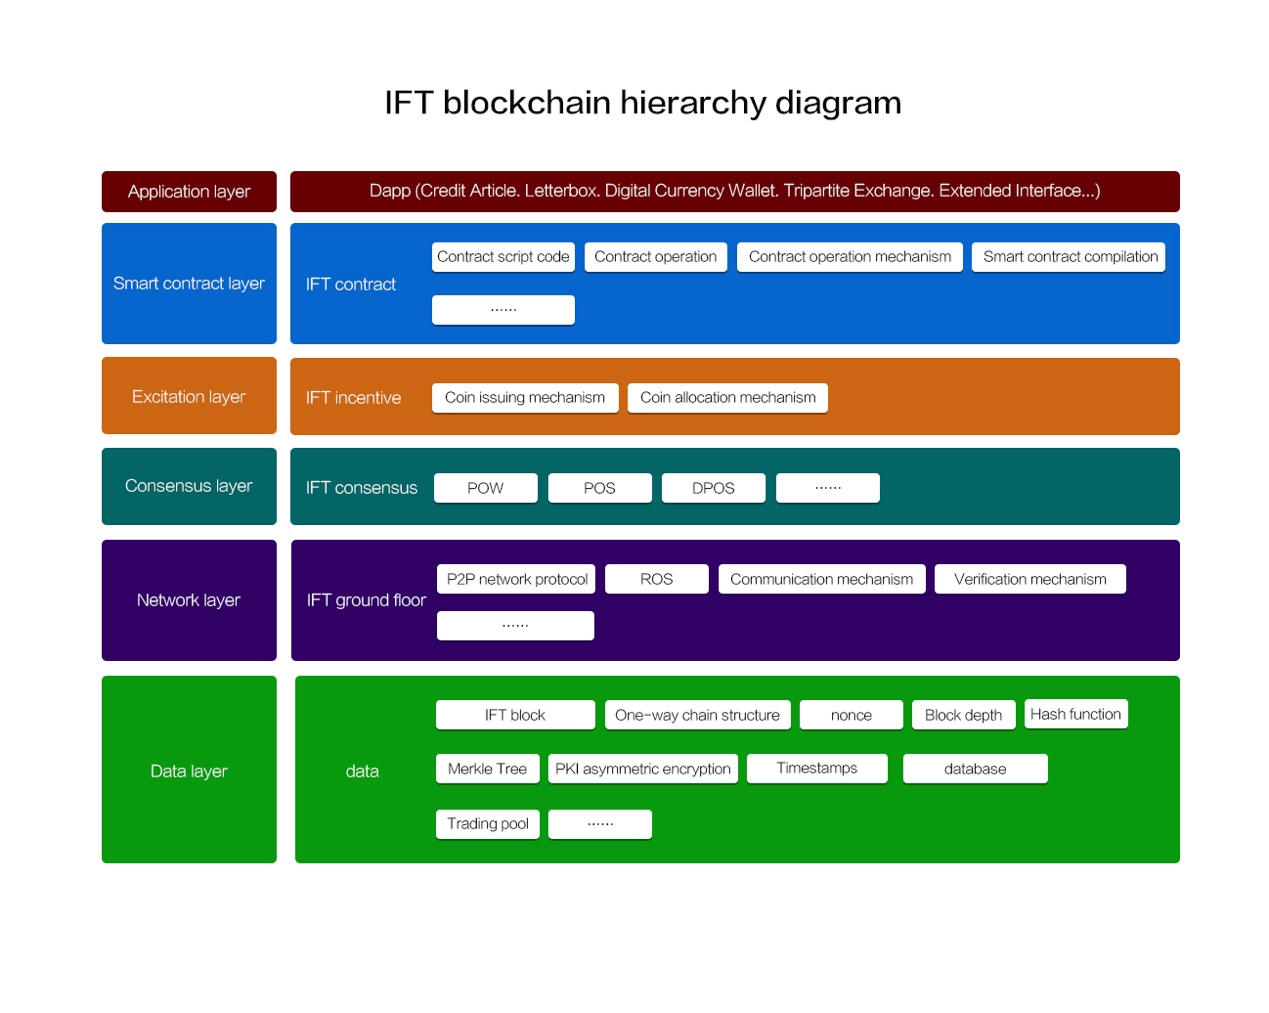 IFT blockchain hierarchy diagram
Application layer
Dapp (Credit Article. Letterbox. Digital Currency Wallet. Tripartite Exchange. Extended Interface...)
Smart contract layer
IFT contract
Contract script code
Contract operation
Contract operation mechanism
Smart contract compilation
······
Excitation layer
IFT incentive
Coin issuing mechanism
Coin allocation mechanism
Consensus layer
IFT consensus
POW
POS
DPOS
······
Network layer
IFT ground floor
P2P network protocol
ROS
Communication mechanism
Verification mechanism
······
Data layer
data
IFT block
One-way chain structure
nonce
Block depth
Hash function
Merkle Tree
PKI asymmetric encryption
Timestamps
database
Trading pool
······